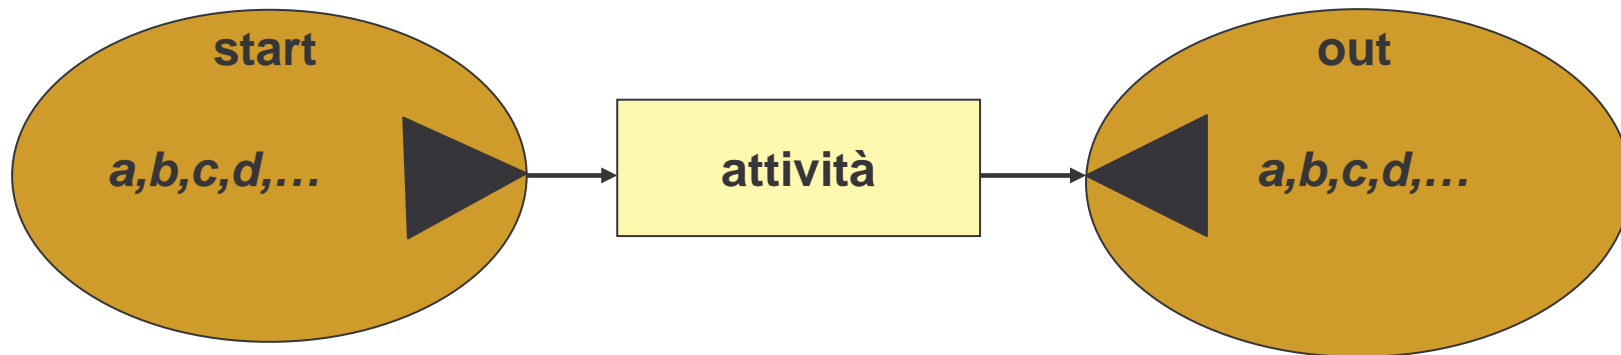 start
a,b,c,d,…
attività
out
a,b,c,d,…